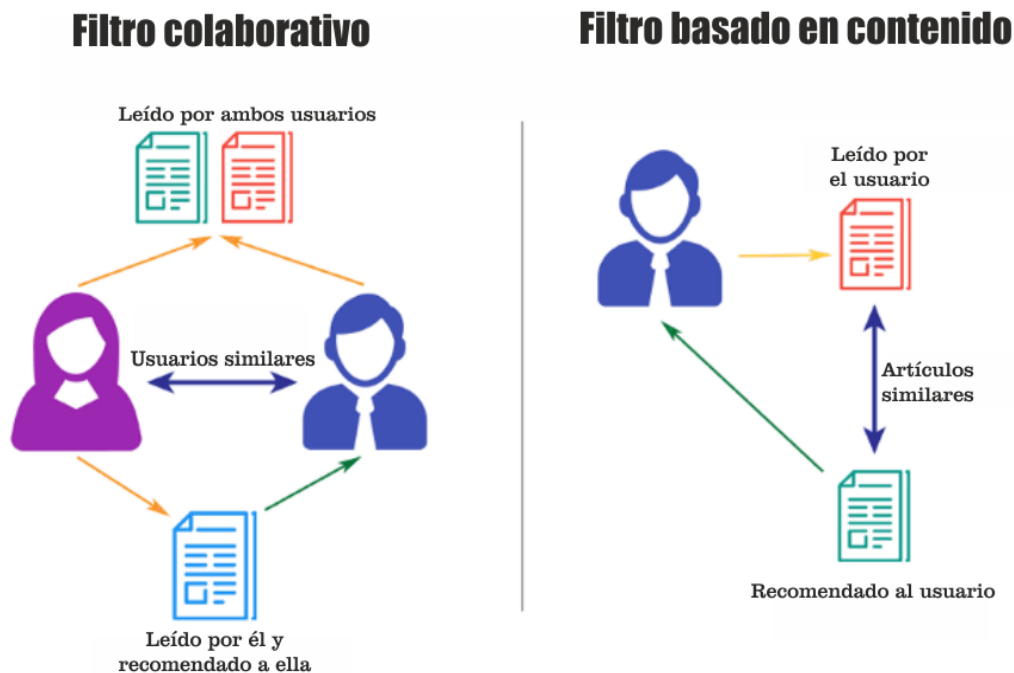 Filtro colaborativo
Leído por ambos usuarios
Usuarios similares
Leído por él y
recomendado a ella
Filtro basado en contenido
Leído por
el usuario
Artículos
similares
Recomendado al usuario